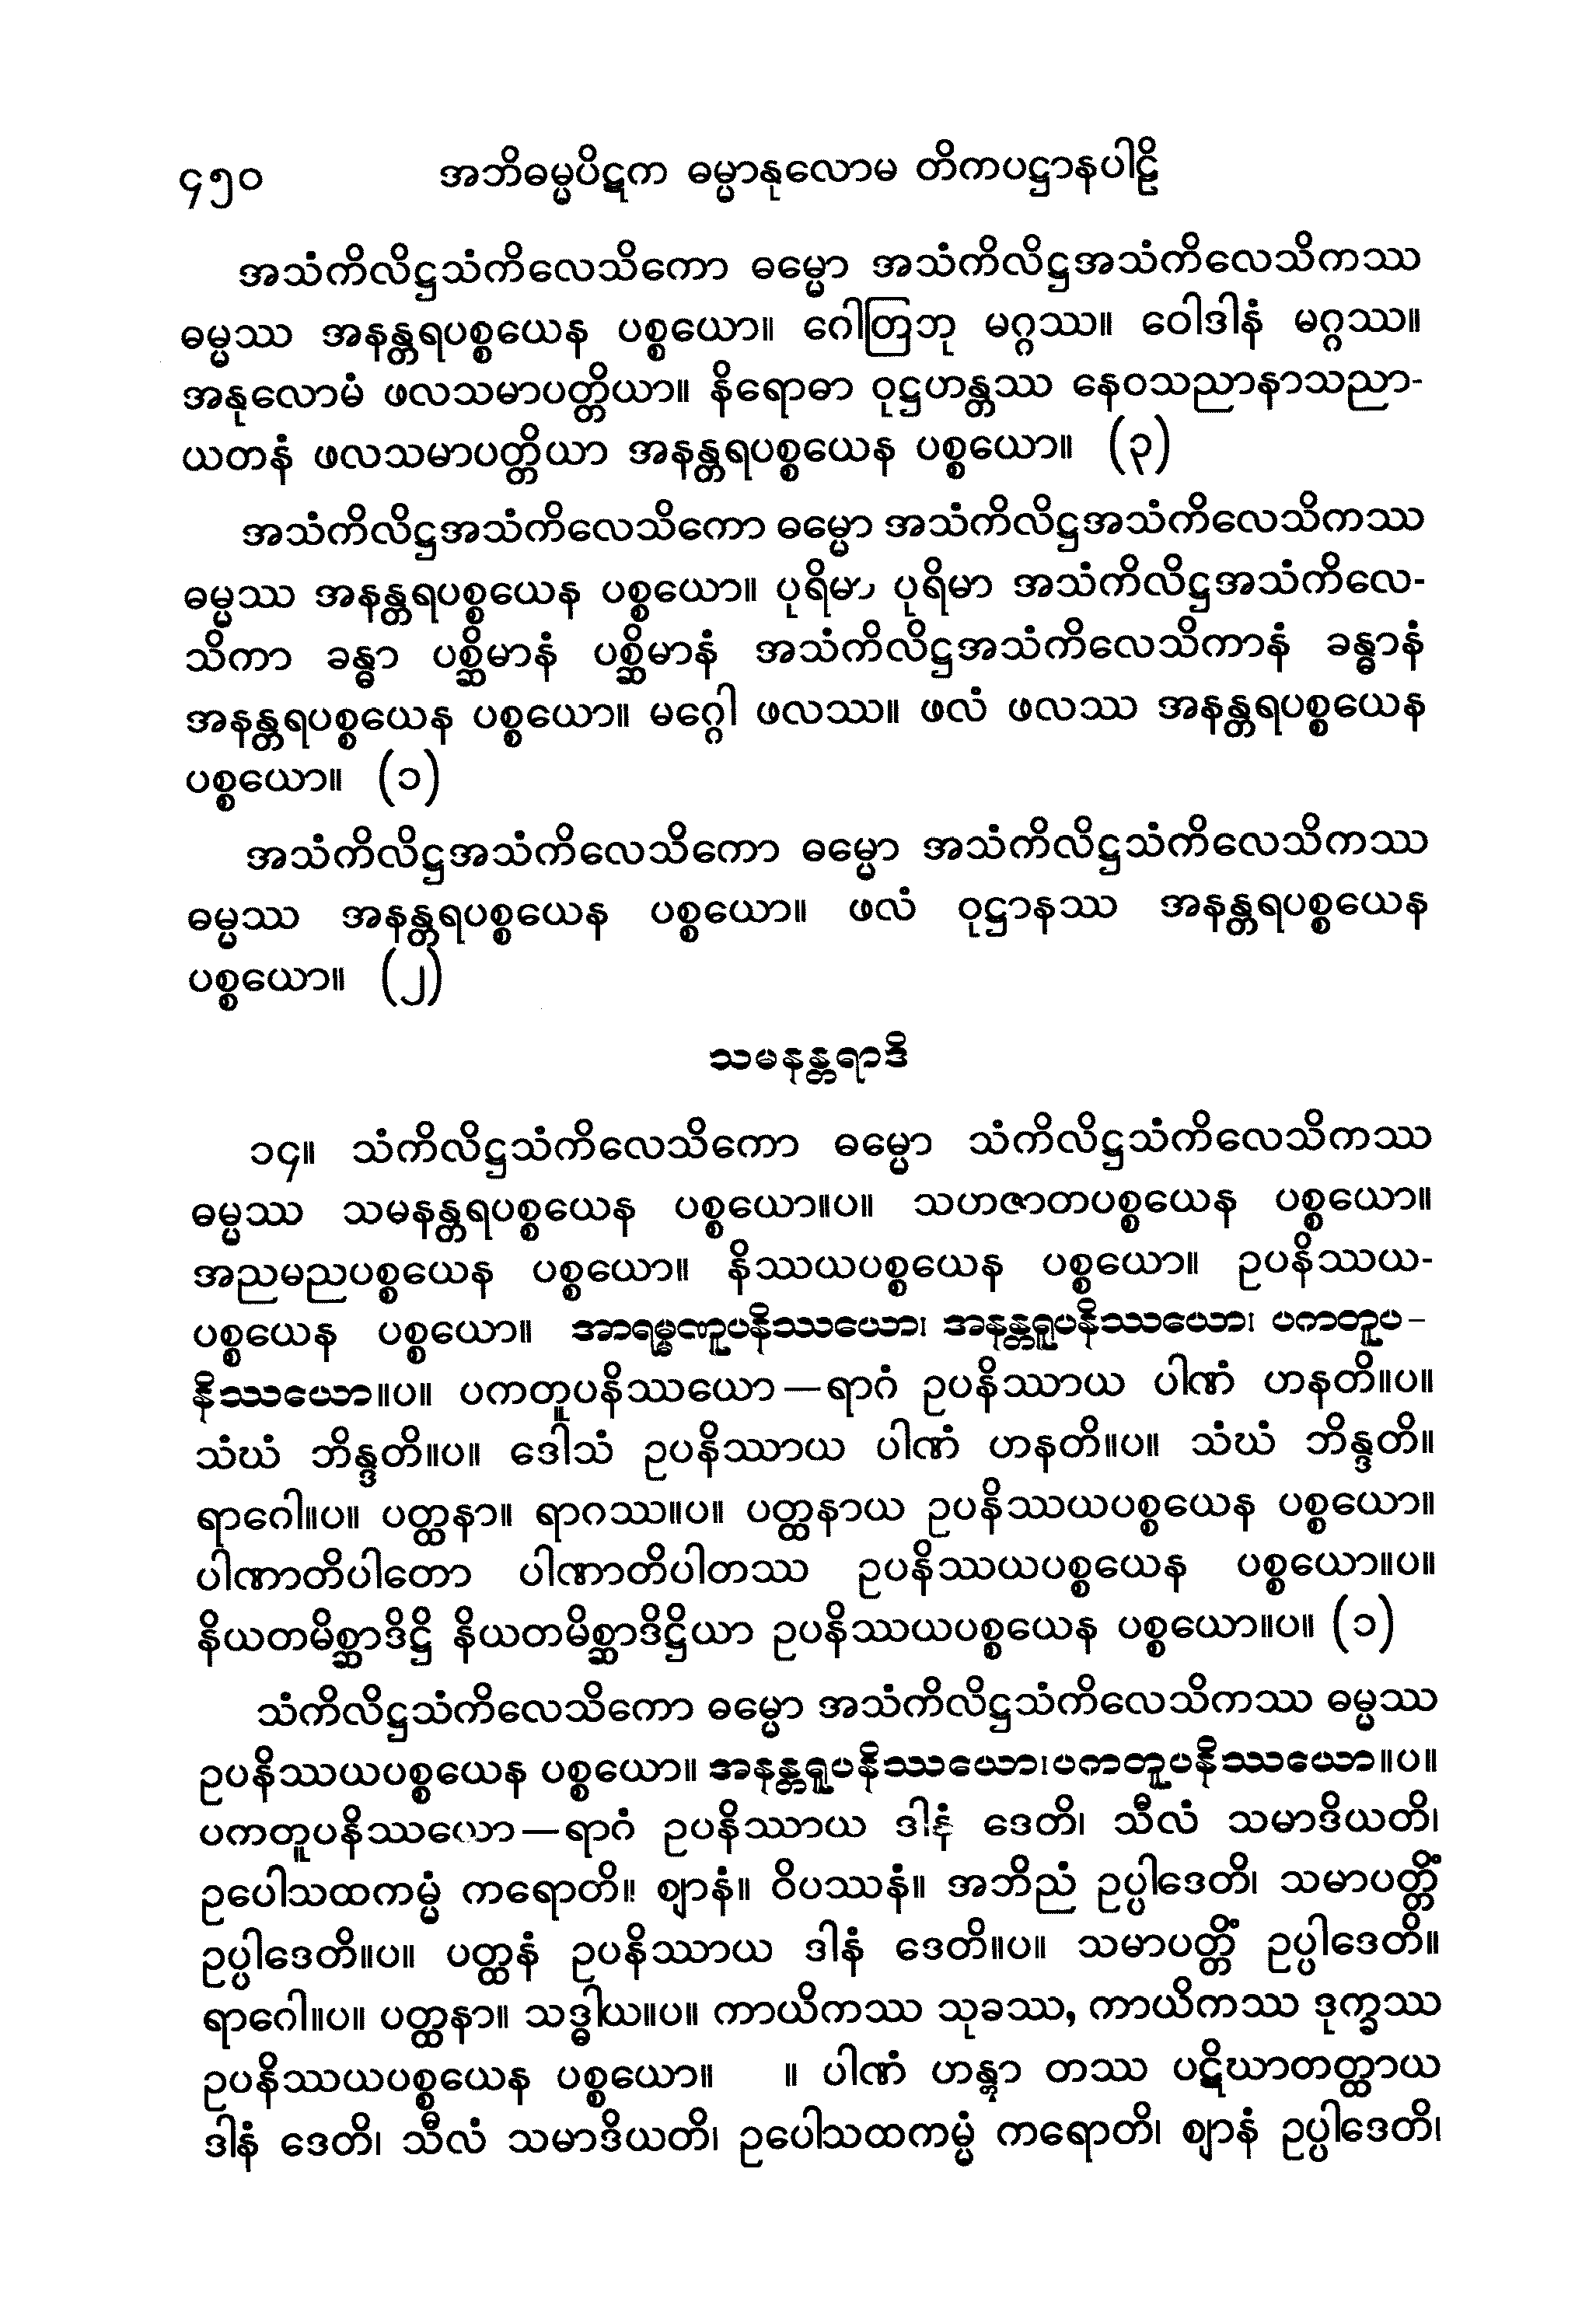 ၄၅၀ အဘိဓမ္မပိဋက ဓမ္မာနုလောမ တိကပဋ္ဌာနပါဠိ
အသံကိလိဋ္ဌသံကိလေသိကော ဓမ္မော အသံကိလိဋ္ဌအသံကိလေသိကဿ
ဓမ္မဿ အနန္တရပစ္စယေန ပစ္စယော။ ဂေါတြဘု မဂ္ဂဿ။ ဝေါဒါနံ မဂ္ဂဿ။
အနုလောမံ ဖလသမာပတ္တိယာ။ နိရောဓာ ဝုဋ္ဌဟန္တဿ နေဝသညာနာသညာ-
ယတနံ ဖလသမာပတ္တိယာ အနန္တရပစ္စယေန ပစ္စယော။ (၃)
အသံကိလိဋ္ဌအသံကိလေသိကော ဓမ္မော အသံကိလိဋ္ဌအသံကိလေသိကဿ
ဓမ္မဿ အနန္တရပစ္စယေန ပစ္စယော။ ပုရိမာ ပုရိမာ အသံကိလိဋ္ဌအသံကိလေ-
သိကာ ခန္ဓာ ပစ္ဆိမာနံ ပစ္ဆိမာနံ အသံကိလိဋ္ဌအသံကိလေသိကာနံ ခန္ဓာနံ
အနန္တရပစ္စယေန ပစ္စယော။ မဂ္ဂေါ ဖလဿ။ ဖလံ ဖလဿ အနန္တရပစ္စယေန
ပစ္စယော။ (၁)
အသံကိလိဋ္ဌအသံကိလေသိကော ဓမ္မော အသံကိလိဋ္ဌသံကိလေသိကဿ
ဓမ္မဿ အနန္တရပစ္စယေန ပစ္စယော။ ဖလံ ဝုဋ္ဌာနဿ အနန္တရပစ္စယေန
ပစ္စယော။ (၂)
သမနန္တရာဒိ
၁၄။ သံကိလိဋ္ဌသံကိလေသိကော ဓမ္မော သံကိလိဋ္ဌသံကိလေသိကဿ
ဓမ္မဿ သမနန္တရပစ္စယေန ပစ္စယော။ပ။ သဟဇာတပစ္စယေန ပစ္စယော။
အညမညပစ္စယေန ပစ္စယော။ နိဿယပစ္စယေန ပစ္စယော။ ဥပနိဿယ-
ပစ္စယေန ပစ္စယော။ အာရမ္မဏူပနိဿယော၊ အနန္တရူပနိဿယော၊ ပကတူပ-
နိဿယော။ပ။ ပကတူပနိဿယော—ရာဂံ ဥပနိဿာယ ပါဏံ ဟနတိ။ပ။
သံဃံ ဘိန္ဒတိ။ပ။ ဒေါသံ ဥပနိဿာယ ပါဏံ ဟနတိ။ပ။ သံဃံ ဘိန္ဒတိ။
ရာဂေါ။ပ။ ပတ္ထနာ။ ရာဂဿ။ပ။ ပတ္ထနာယ ဥပနိဿယပစ္စယေန ပစ္စယော။
ပါဏာတိပါတော ပါဏာတိပါတဿ ဥပနိဿယပစ္စယေန ပစ္စယော။ပ။
နိယတမိစ္ဆာဒိဋ္ဌိ နိယတမိစ္ဆာဒိဋ္ဌိယာ ဥပနိဿယပစ္စယေန ပစ္စယော။ပ။ (၁)
သံကိလိဋ္ဌသံကိလေသိကော ဓမ္မော အသံကိလိဋ္ဌသံကိလေသိကဿ ဓမ္မဿ
ဥပနိဿယပစ္စယေန ပစ္စယော။ အနန္တရူပနိဿယော၊ပကတူပနိဿယော။ပ။
ပကတူပနိဿယော—ရာဂံ ဥပနိဿာယ ဒါနံ ဒေတိ၊ သီလံ သမာဒိယတိ၊
ဥပေါသထကမ္မံ ကရောတိ။ ဈာနံ။ ဝိပဿနံ။ အဘိညံ ဥပ္ပါဒေတိ၊ သမာပတ္တိံ
ဥပ္ပါဒေတိ။ပ။ ပတ္ထနံ ဥပနိဿာယ ဒါနံ ဒေတိ။ပ။ သမာပတ္တိံ ဥပ္ပါဒေတိ။
ရာဂေါ။ပ။ ပတ္ထနာ။ သဒ္ဓါယ။ပ။ ကာယိကဿ သုခဿ, ကာယိကဿ ဒုက္ခဿ
ဥပနိဿယပစ္စယေန ပစ္စယော။ ။ ပါဏံ ဟန္တွာ တဿ ပဋိဃာတတ္ထာယ
ဒါနံ ဒေတိ၊ သီလံ သမာဒိယတိ၊ ဥပေါသထကမ္မံ ကရောတိ၊ ဈာနံ ဥပ္ပါဒေတိ၊